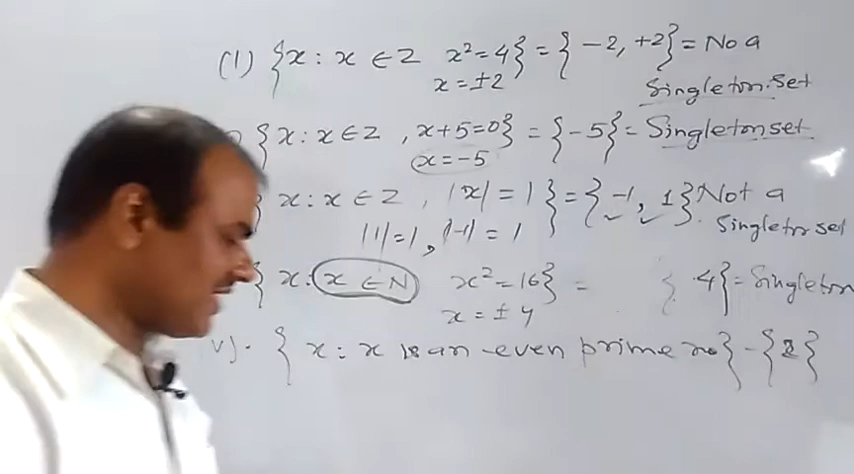 (1) {x : x ∈ Z x² = 4} = {-2, +2} = No a
x = ±2 Singleton set
) {x : x ∈ Z , x+5=0} = {-5} = Singleton set
x = -5
} x : x ∈ Z , |x| = 1 } = {-1, 1} Not a
|1| = 1 , |-1| = 1 Singletn set
{ x : x ∈ N x² = 16} = { 4} = Singleton
x = ± 4
v). { x : x is an even prime no} - {2}